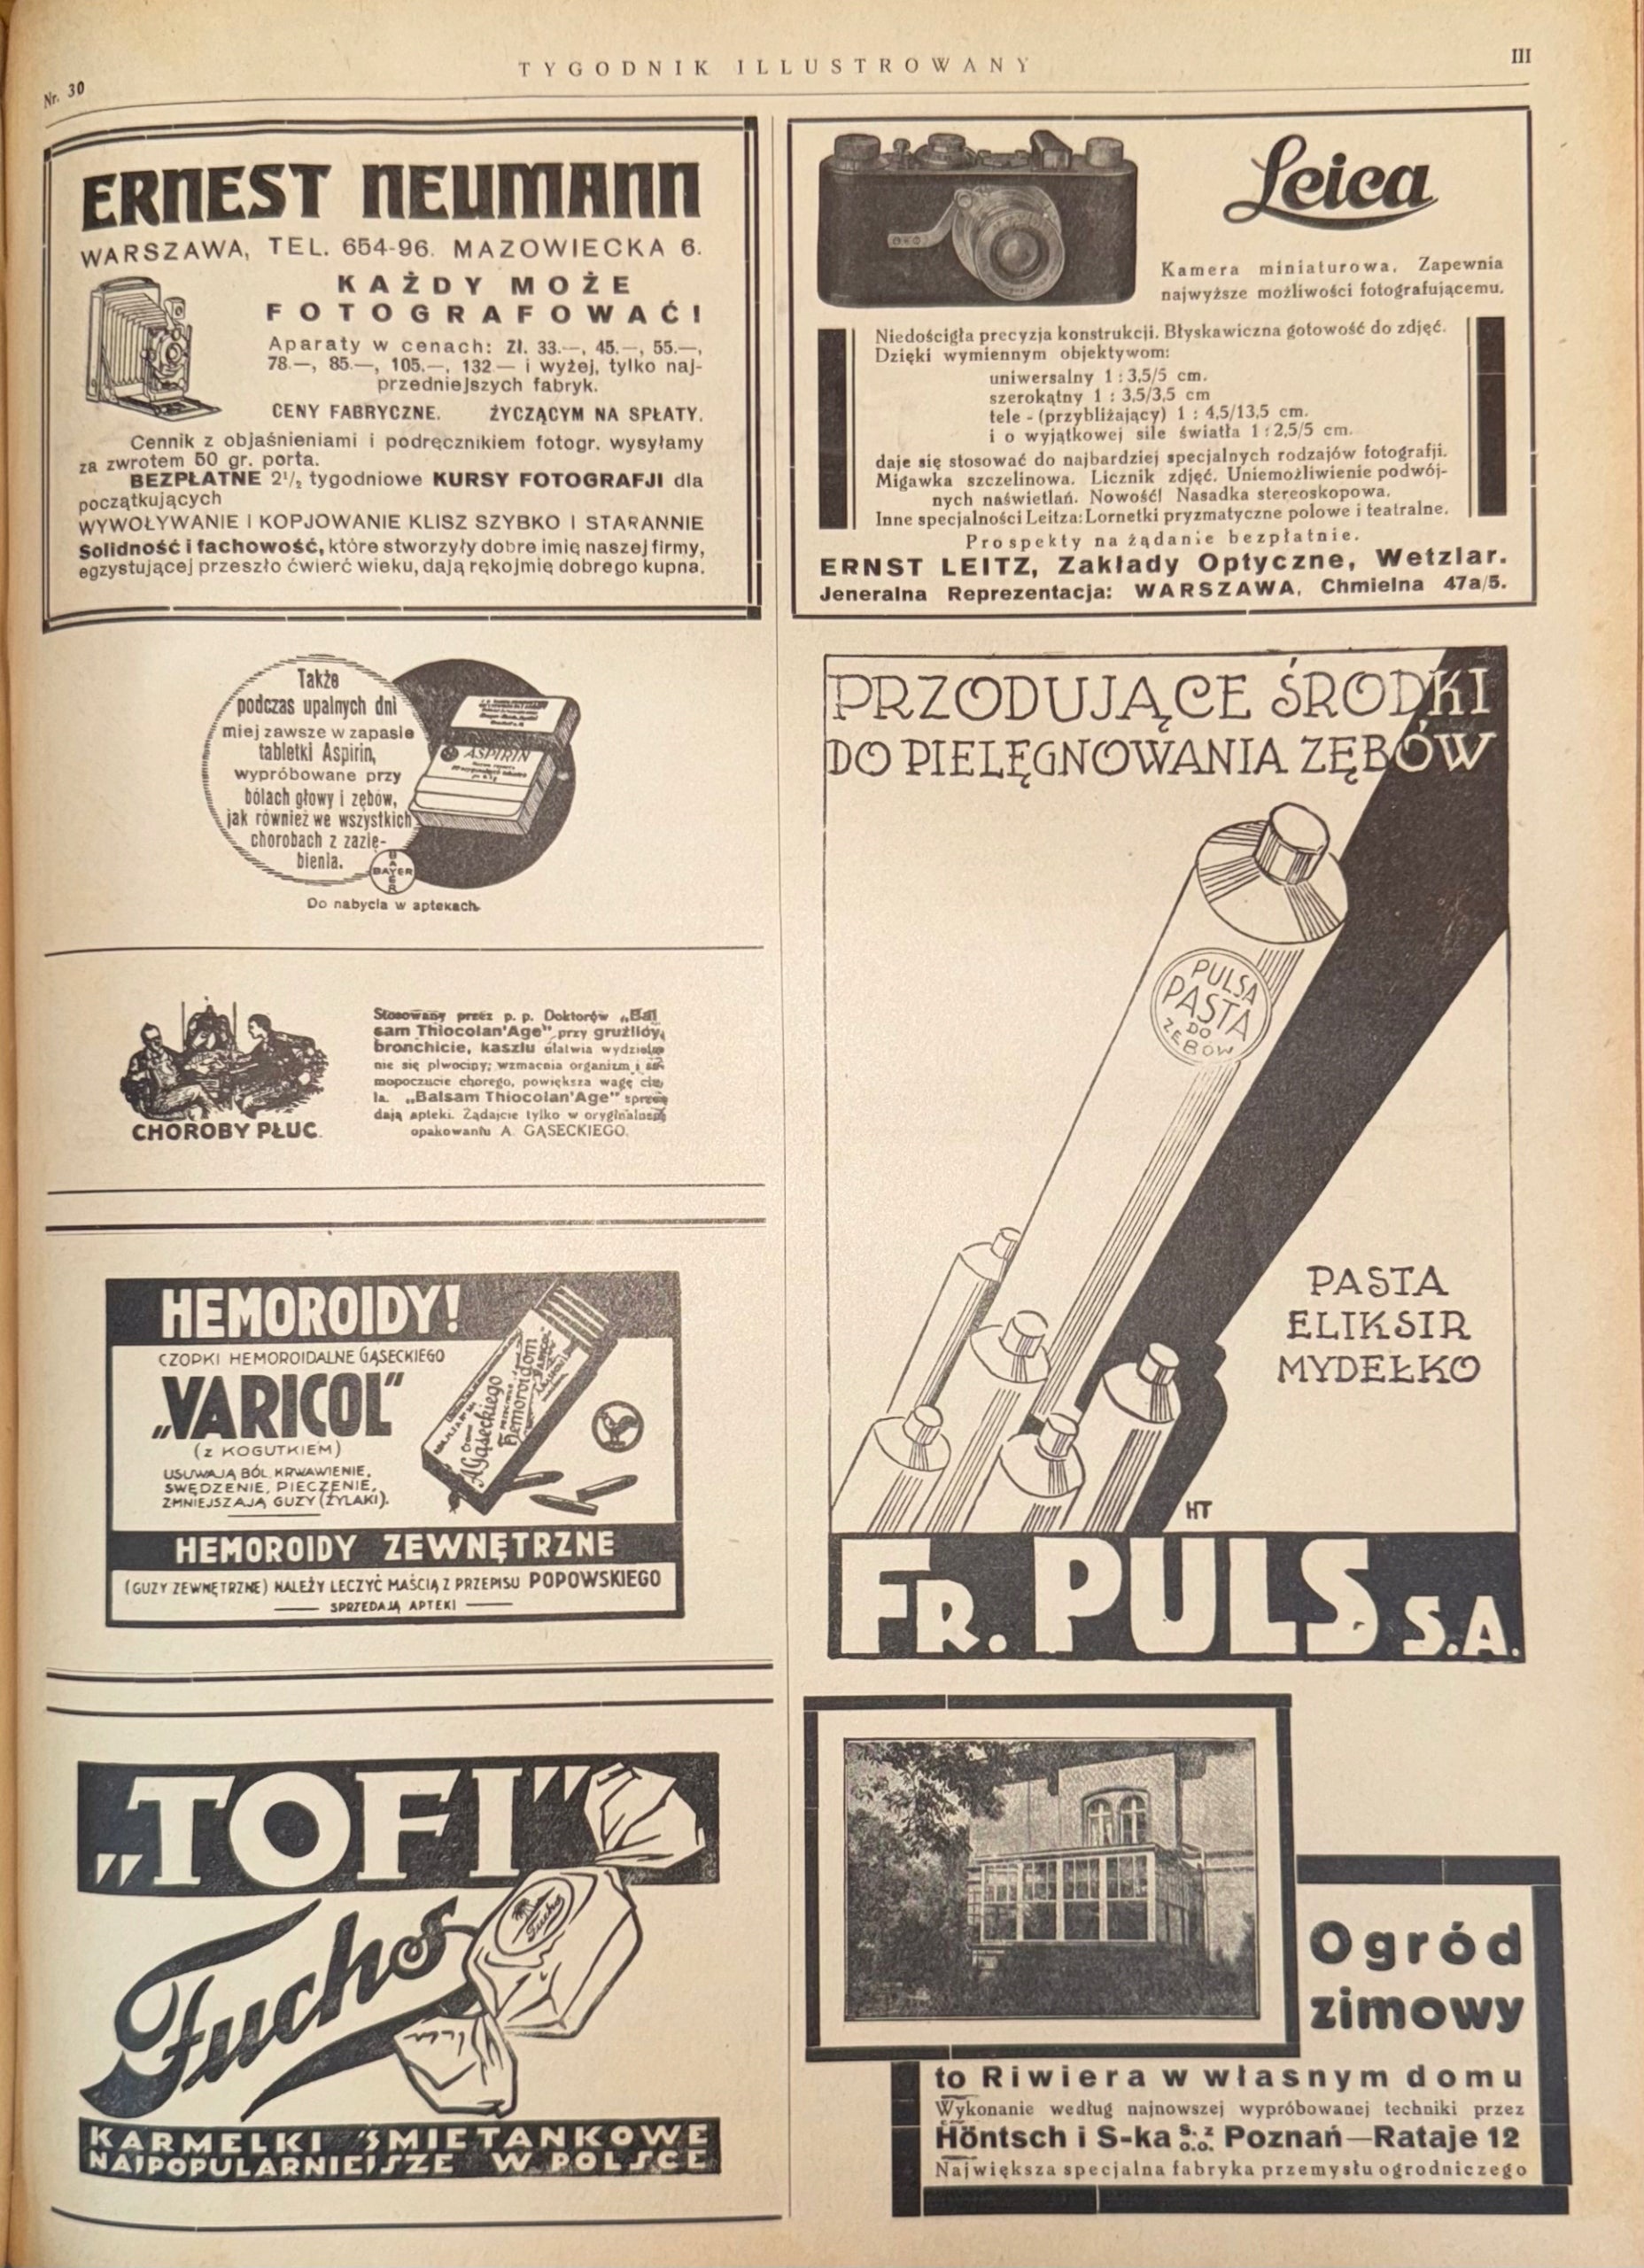 Nr. 30
TYGODNIK ILLUSTROWANY
III
ERNEST NEUMANN
WARSZAWA, TEL. 654-96. MAZOWIECKA 6.
KAŻDY MOŻE
FOTOGRAFOWAĆ!
Aparaty w cenach: Zł. 33.—, 45.—, 55.—,
78.—, 85.—, 105.—, 132— i wyżej, tylko naj-
przedniejszych fabryk.
CENY FABRYCZNE. ŻYCZĄCYM NA SPŁATY.
Cennik z objaśnieniami i podręcznikiem fotogr. wysyłamy
za zwrotem 50 gr. porta.
BEZPŁATNE 2½ tygodniowe KURSY FOTOGRAFJI dla
początkujących
WYWOŁYWANIE I KOPJOWANIE KLISZ SZYBKO I STARANNIE
Solidność i fachowość, które stworzyły dobre imię naszej firmy,
egzystującej przeszło ćwierć wieku, dają rękojmię dobrego kupna.
Także
podczas upalnych dni
miej zawsze w zapasie
tabletki Aspirin,
wypróbowane przy
bólach głowy i zębów,
jak również we wszystkich
chorobach z zazię-
bienia.
ASPIRIN
BAYER
Do nabycia w aptekach.
CHOROBY PŁUC.
Stosowany przez p. p. Doktorów „Bal
sam Thiocolan'Age" przy gruźlicy,
bronchicie, kaszlu ułatwia wydziela
nie się plwociny; wzmacnia organizm i sa
mopoczucie chorego, powiększa wagę cia
la. „Balsam Thiocolan'Age" sprze
dają apteki. Żądajcie tylko w oryginalnem
opakowaniu A. GĄSECKIEGO.
HEMOROIDY!
CZOPKI HEMOROIDALNE GĄSECKIEGO
„VARICOL"
(Z KOGUTKIEM)
USUWAJĄ BÓL, KRWAWIENIE,
SWĘDZENIE, PIECZENIE,
ZMNIEJSZAJĄ GUZY (ŻYLAKI).
A Gąseckiego
Hemoroidom
HEMOROIDY ZEWNĘTRZNE
(GUZY ZEWNĘTRZNE) NALEŻY LECZYĆ MAŚCIĄ Z PRZEPISU POPOWSKIEGO
SPRZEDAJĄ APTEKI
„TOFI"
Fuchs
Fuchs
KARMELKI ŚMIETANKOWE
NAJPOPULARNIEJSZE W POLSCE
Leica
Kamera miniaturowa. Zapewnia
najwyższe możliwości fotografującemu.
Niedościgła precyzja konstrukcji. Błyskawiczna gotowość do zdjęć.
Dzięki wymiennym objektywom:
uniwersalny 1 : 3,5/5 cm.
szerokątny 1 : 3,5/3,5 cm
tele - (przybliżający) 1 : 4,5/13,5 cm.
i o wyjątkowej sile światła 1 : 2,5/5 cm.
daje się stosować do najbardziej specjalnych rodzajów fotografji.
Migawka szczelinowa. Licznik zdjęć. Uniemożliwienie podwój-
nych naświetlań. Nowość! Nasadka stereoskopowa.
Inne specjalności Leitza: Lornetki pryzmatyczne polowe i teatralne.
Prospekty na żądanie bezpłatnie.
ERNST LEITZ, Zakłady Optyczne, Wetzlar.
Jeneralna Reprezentacja: WARSZAWA, Chmielna 47a/5.
PRZODUJĄCE ŚRODKI
DO PIELĘGNOWANIA ZĘBÓW
PULSA
PASTA
DO
ZĘBÓW
PASTA
ELIKSIR
MYDEŁKO
HT
FR. PULS S.A.
Ogród
zimowy
to Riwiera w własnym domu
Wykonanie według najnowszej wypróbowanej techniki przez
Höntsch i S-ka s. z o.o. Poznań—Rataje 12
Największa specjalna fabryka przemysłu ogrodniczego